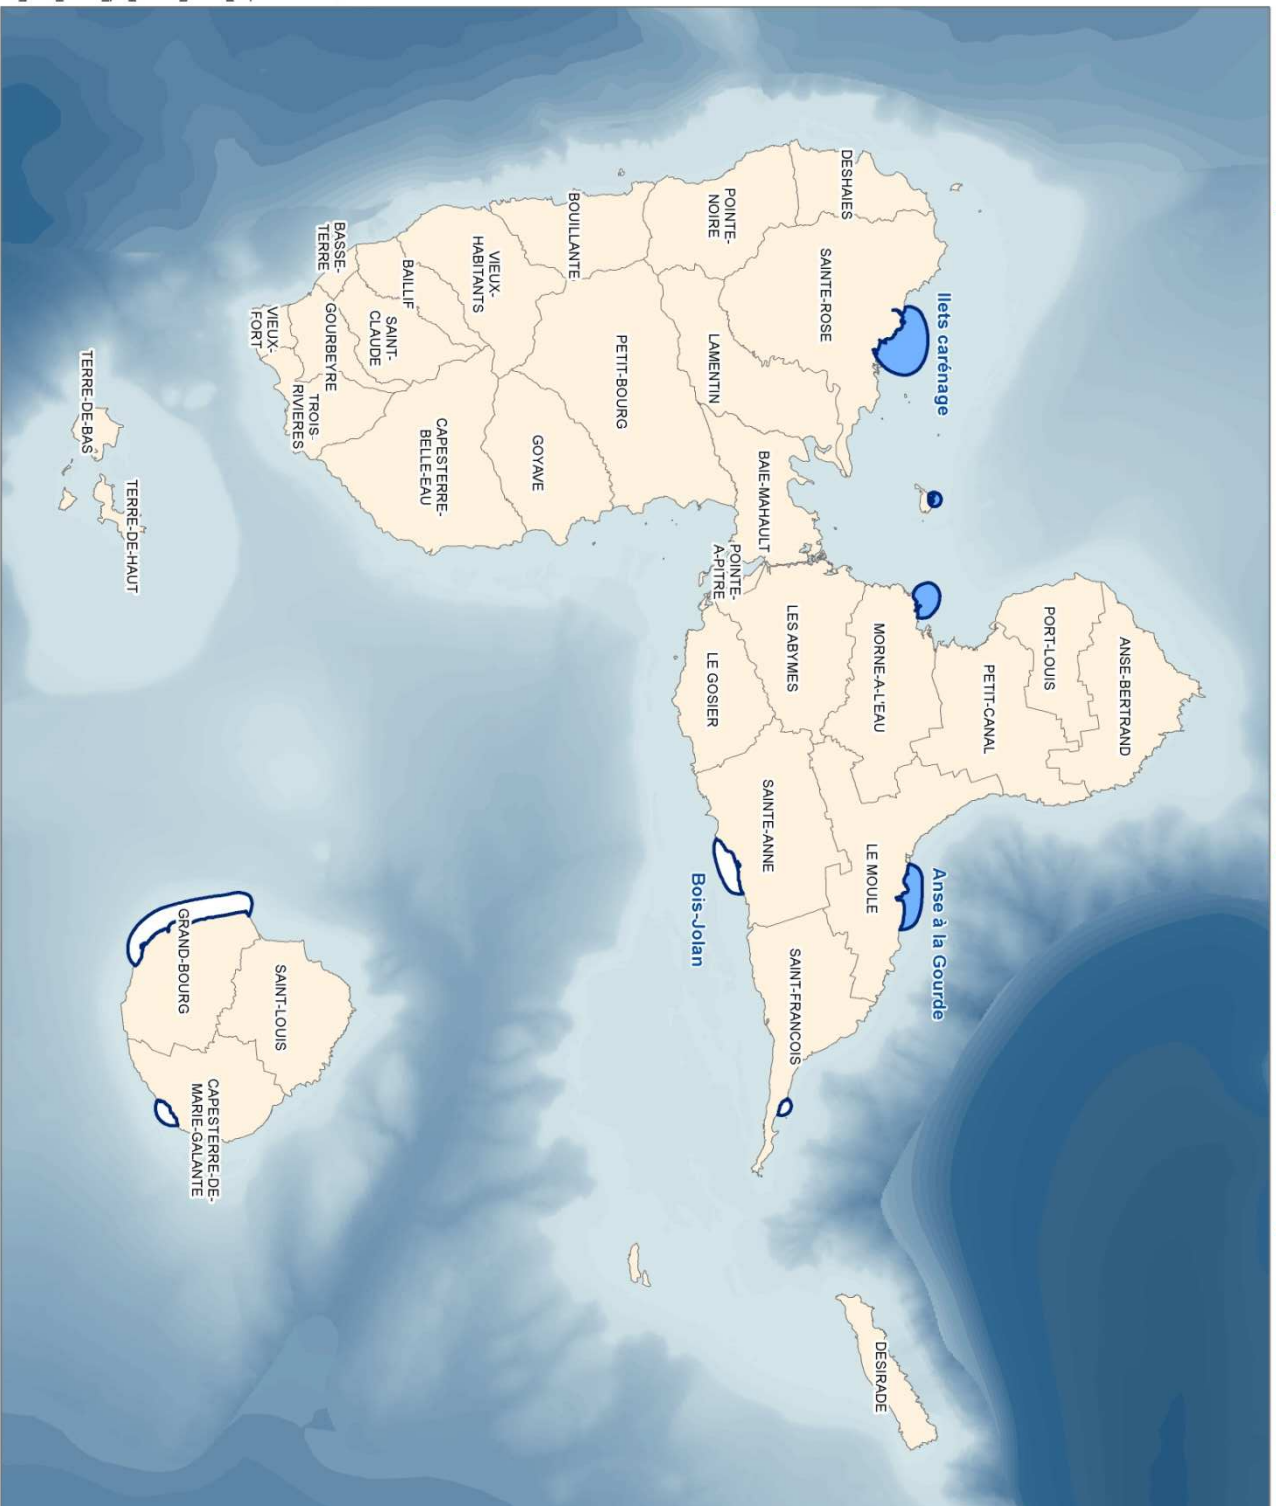 ANSE-BERTRAND
PORT-LOUIS
PETIT-CANAL
Ilets carénage
Anse à la Gourde
MORNE-A-L'EAU
DESIRADE
LE MOULE
DESHAIES
SAINTE-ROSE
SAINT-FRANCOIS
LES ABYMES
SAINTE-ANNE
BAIE-MAHAULT
POINTE-
NOIRE
POINTE-
A-PITRE
LAMENTIN
LE GOSIER
Bois-Jolan
PETIT-BOURG
BOUILLANTE
GOYAVE
VIEUX-
HABITANTS
CAPESTERRE-
BELLE-EAU
BAILLIF
SAINT-
CLAUDE
BASSE-
TERRE
GOURBEYRE
TROIS-
RIVIERES
SAINT-LOUIS
VIEUX-
FORT
CAPESTERRE-DE-
MARIE-GALANTE
GRAND-BOURG
TERRE-DE-HAUT
TERRE-DE-BAS